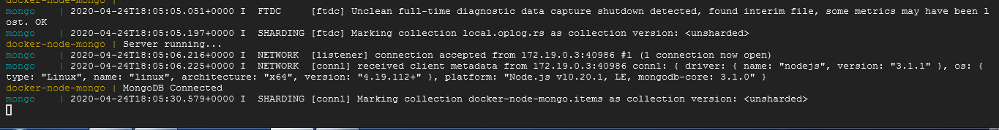 docker-node-mongo |
mongo    | 2020-04-24T18:05:05.051+0000 I  FTDC     [ftdc] Unclean full-time diagnostic data capture shutdown detected, found interim file, some metrics may have been l
ost. OK
mongo    | 2020-04-24T18:05:05.197+0000 I  SHARDING [ftdc] Marking collection local.oplog.rs as collection version: <unsharded>
docker-node-mongo | Server running...
mongo    | 2020-04-24T18:05:06.216+0000 I  NETWORK  [listener] connection accepted from 172.19.0.3:40986 #1 (1 connection now open)
mongo    | 2020-04-24T18:05:06.225+0000 I  NETWORK  [conn1] received client metadata from 172.19.0.3:40986 conn1: { driver: { name: "nodejs", version: "3.1.1" }, os: {
type: "Linux", name: "linux", architecture: "x64", version: "4.19.112+" }, platform: "Node.js v10.20.1, LE, mongodb-core: 3.1.0" }
docker-node-mongo | MongoDB Connected
mongo    | 2020-04-24T18:05:30.579+0000 I  SHARDING [conn1] Marking collection docker-node-mongo.items as collection version: <unsharded>